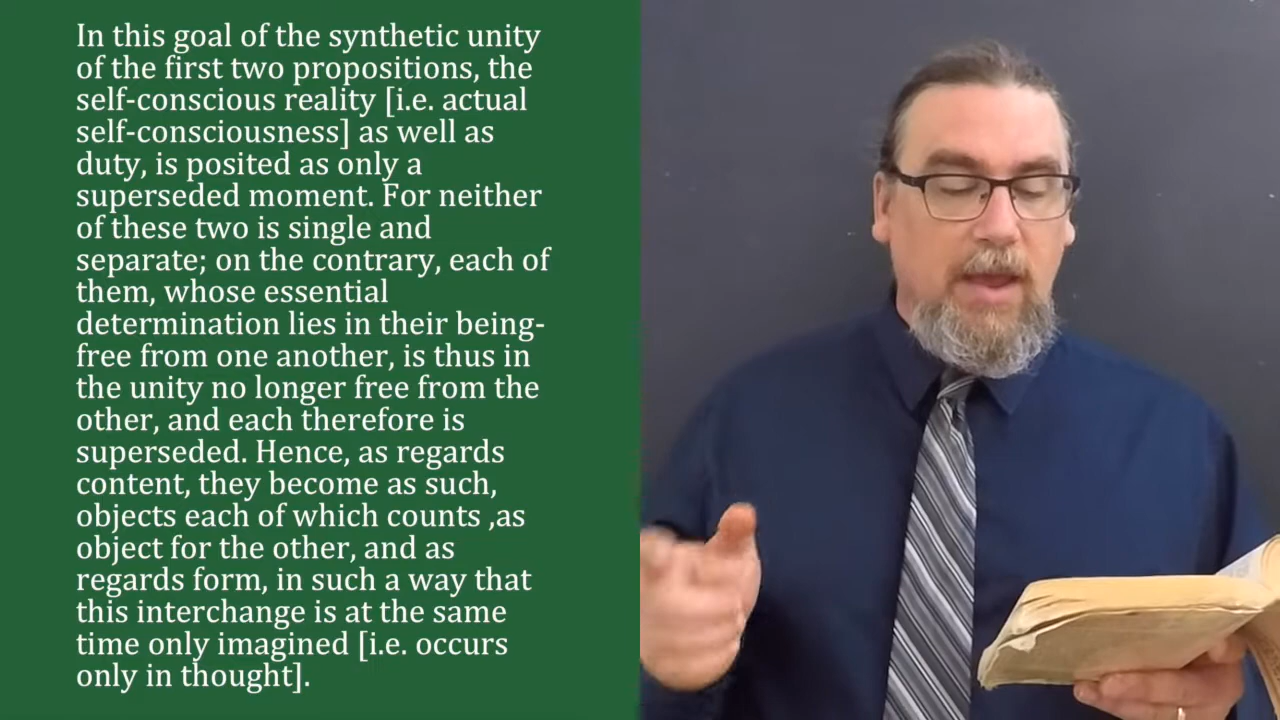 In this goal of the synthetic unity
of the first two propositions, the
self-conscious reality [i.e. actual
self-consciousness] as well as
duty, is posited as only a
superseded moment. For neither
of these two is single and
separate; on the contrary, each of
them, whose essential
determination lies in their being-
free from one another, is thus in
the unity no longer free from the
other, and each therefore is
superseded. Hence, as regards
content, they become as such,
objects each of which counts ,as
object for the other, and as
regards form, in such a way that
this interchange is at the same
time only imagined [i.e. occurs
only in thought].